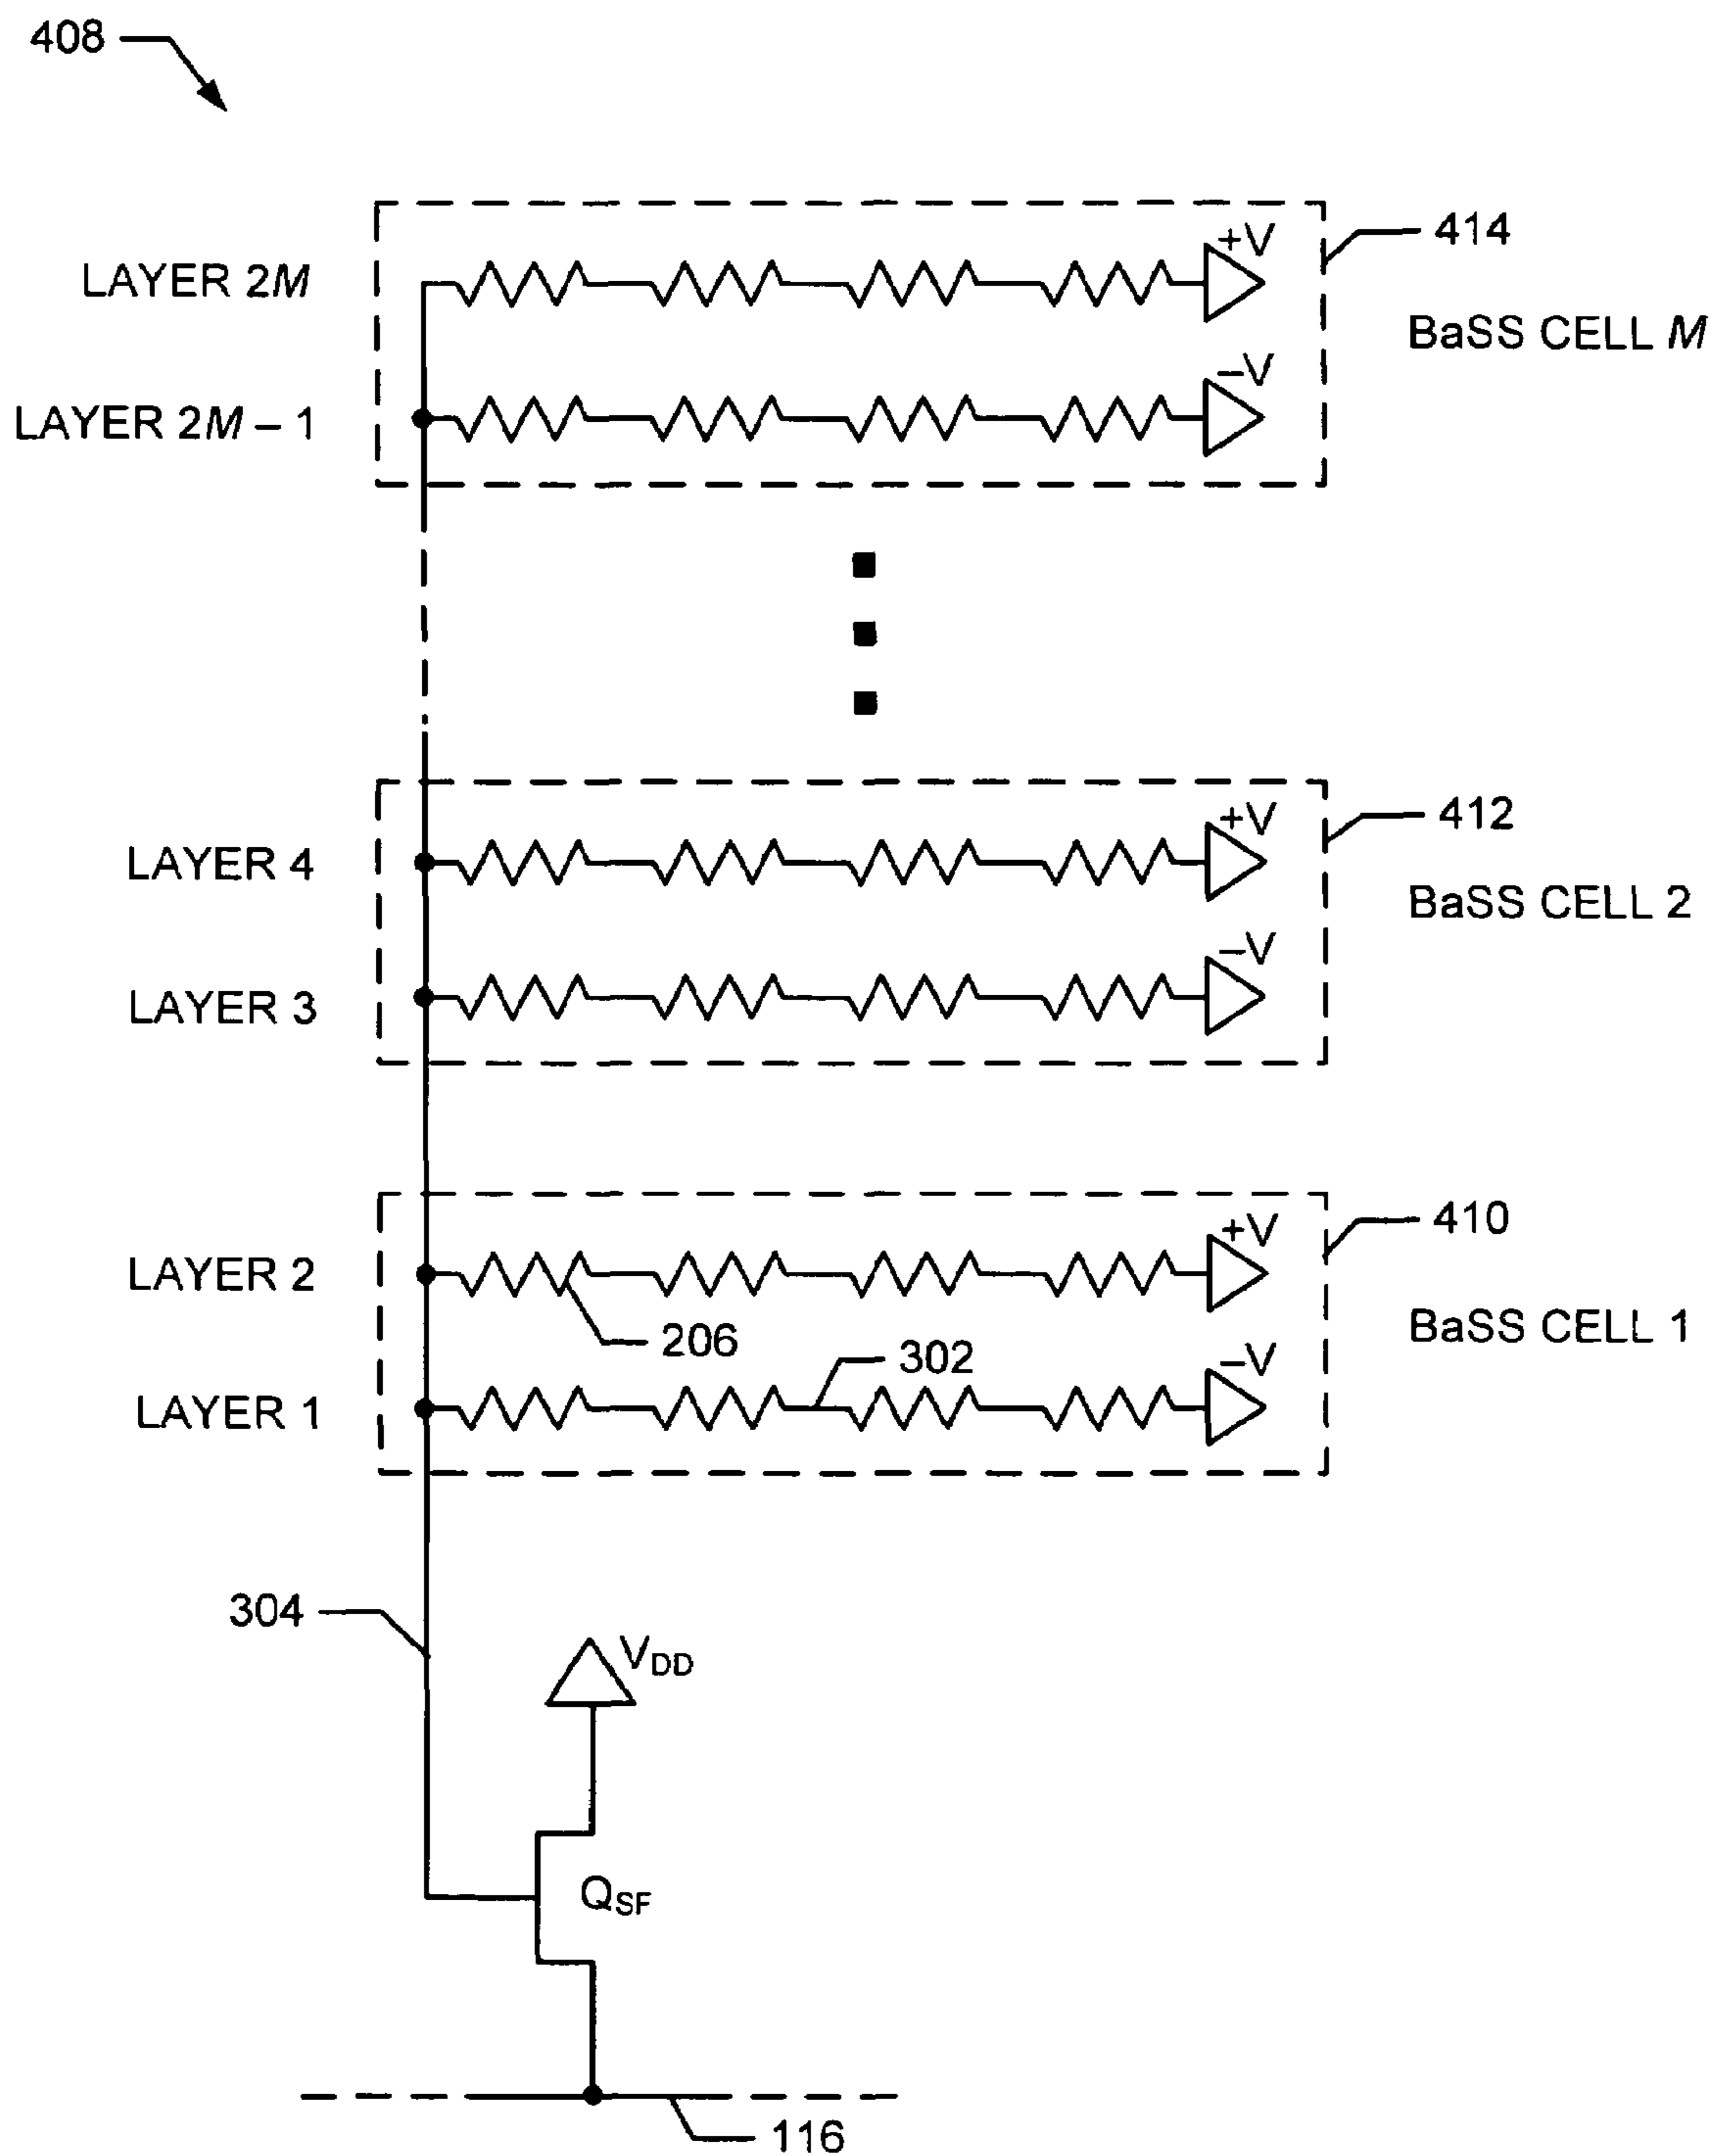 408
+V
414
LAYER 2M
BaSS CELL M
–V
LAYER 2M – 1
+V
412
LAYER 4
BaSS CELL 2
–V
LAYER 3
+V
410
LAYER 2
BaSS CELL 1
206
302
–V
LAYER 1
304
VDD
QSF
116